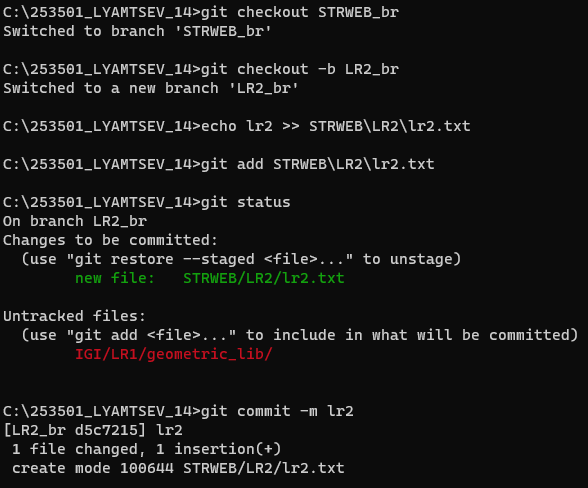 C:\253501_LYAMTSEV_14>git checkout STRWEB_br
Switched to branch 'STRWEB_br'
C:\253501_LYAMTSEV_14>git checkout -b LR2_br
Switched to a new branch 'LR2_br'
C:\253501_LYAMTSEV_14>echo lr2 >> STRWEB\LR2\lr2.txt
C:\253501_LYAMTSEV_14>git add STRWEB\LR2\lr2.txt
C:\253501_LYAMTSEV_14>git status
On branch LR2_br
Changes to be committed:
  (use "git restore --staged <file>..." to unstage)
        new file:   STRWEB/LR2/lr2.txt
Untracked files:
  (use "git add <file>..." to include in what will be committed)
        IGI/LR1/geometric_lib/
C:\253501_LYAMTSEV_14>git commit -m lr2
[LR2_br d5c7215] lr2
 1 file changed, 1 insertion(+)
 create mode 100644 STRWEB/LR2/lr2.txt